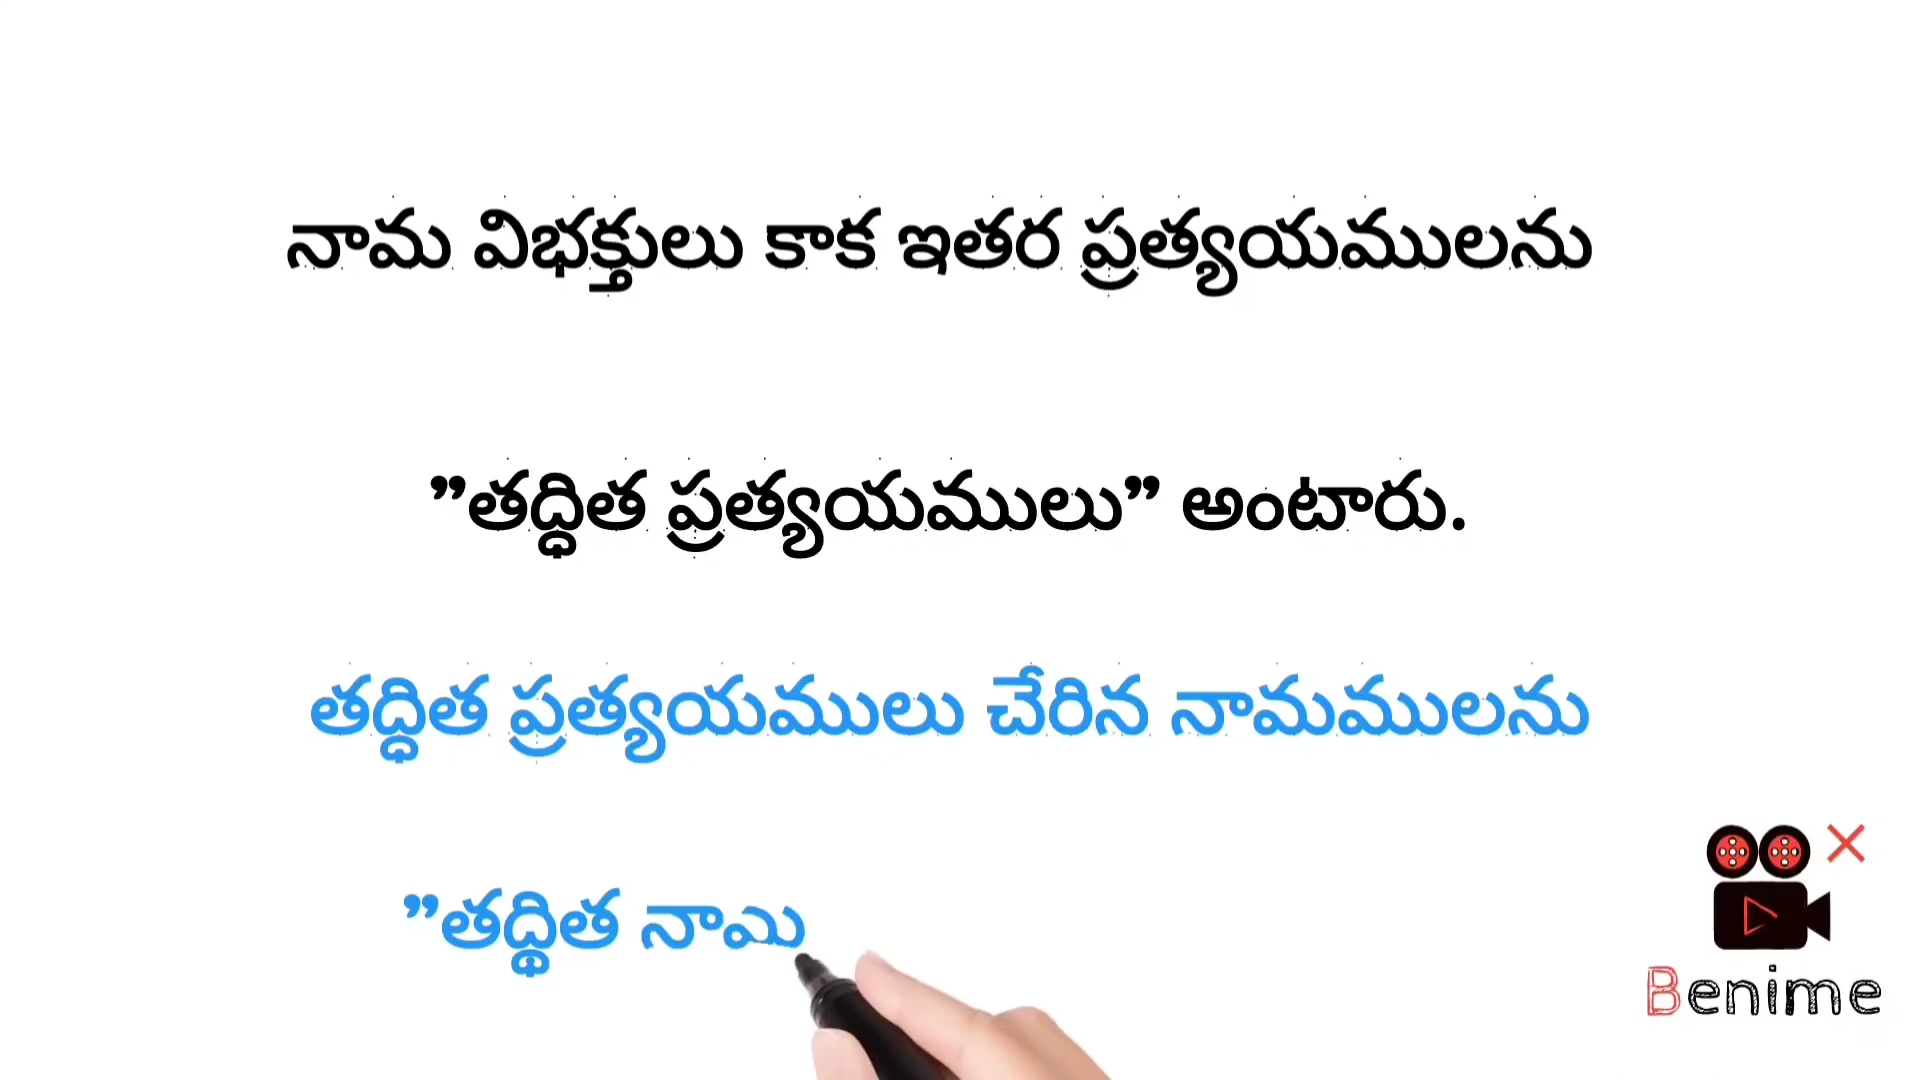 నామ విభక్తులు కాక ఇతర ప్రత్యయములను
”తద్ధిత ప్రత్యయములు” అంటారు.
తద్ధిత ప్రత్యయములు చేరిన నామములను
”తద్థిత
Benime